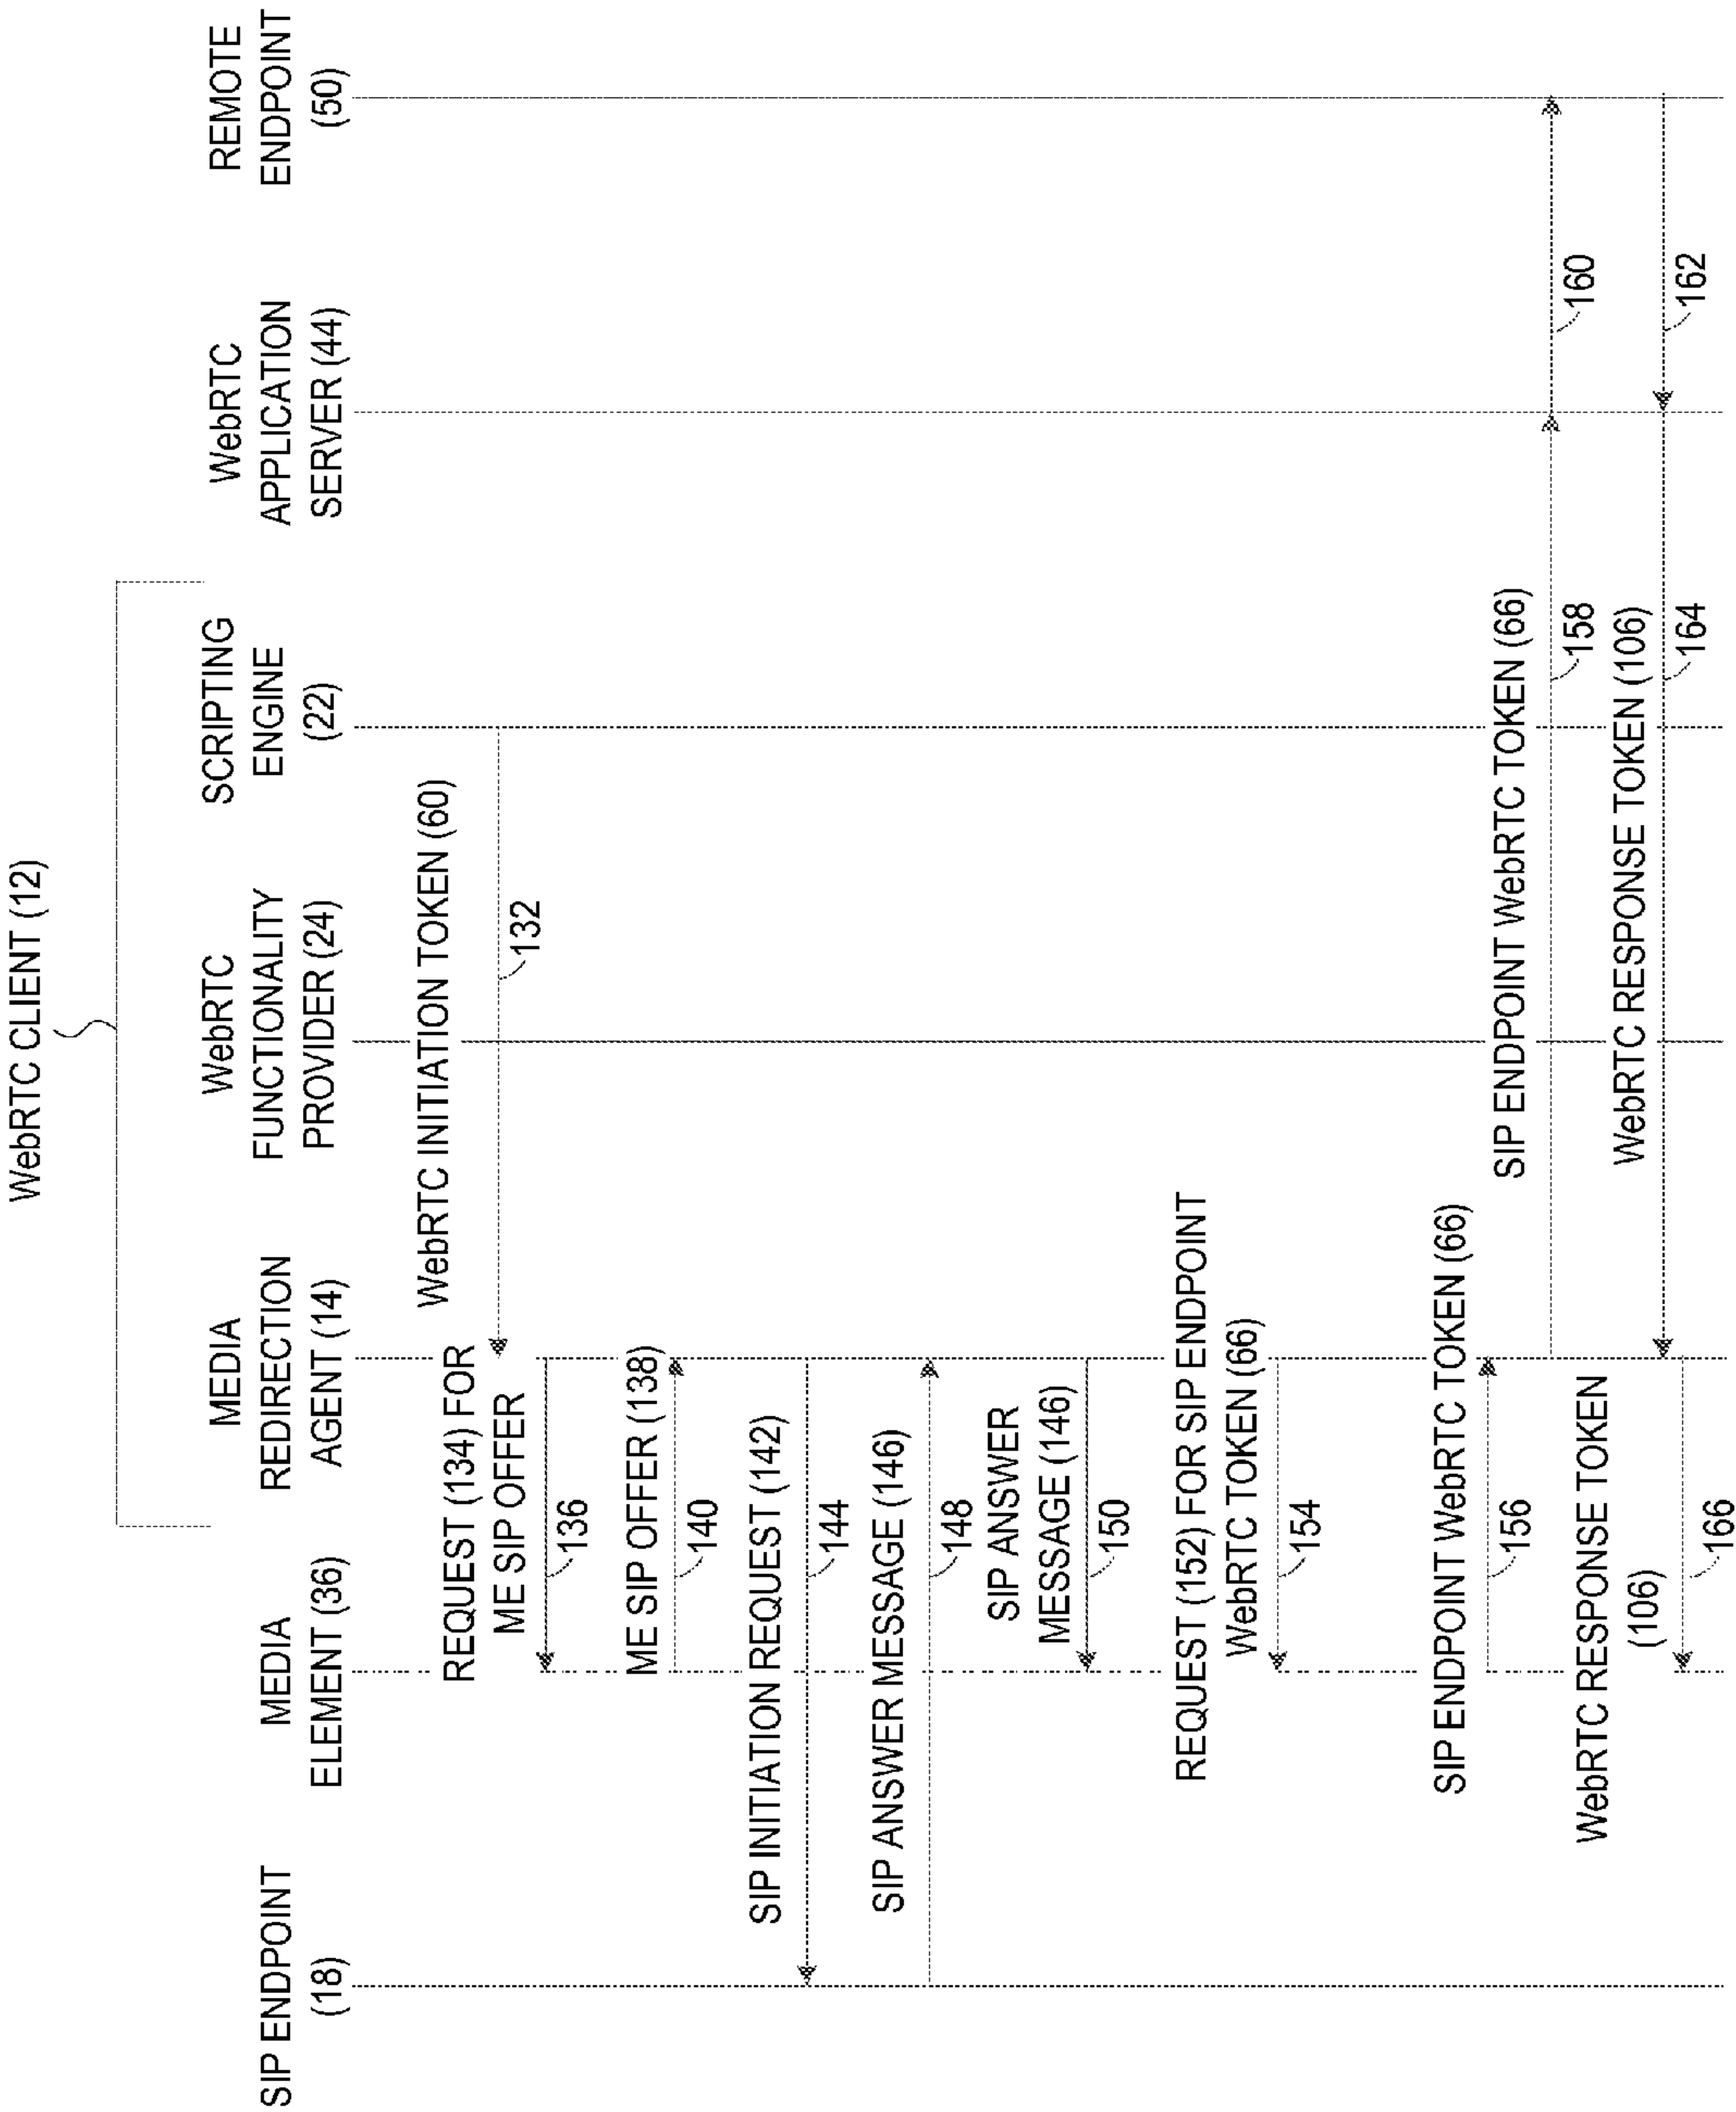 WebRTC CLIENT (12)
SIP ENDPOINT
(18)
MEDIA
ELEMENT (36)
MEDIA
REDIRECTION
AGENT (14)
WebRTC
FUNCTIONALITY
PROVIDER (24)
SCRIPTING
ENGINE
(22)
WebRTC
APPLICATION
SERVER (44)
REMOTE
ENDPOINT
(50)
WebRTC INITIATION TOKEN (60)
132
REQUEST (134) FOR
ME SIP OFFER
136
ME SIP OFFER (138)
140
SIP INITIATION REQUEST (142)
144
SIP ANSWER MESSAGE (146)
148
SIP ANSWER
MESSAGE (146)
150
REQUEST (152) FOR SIP ENDPOINT
WebRTC TOKEN (66)
154
SIP ENDPOINT WebRTC TOKEN (66)
156
SIP ENDPOINT WebRTC TOKEN (66)
158
160
WebRTC RESPONSE TOKEN (106)
162
164
WebRTC RESPONSE TOKEN
(106)
166